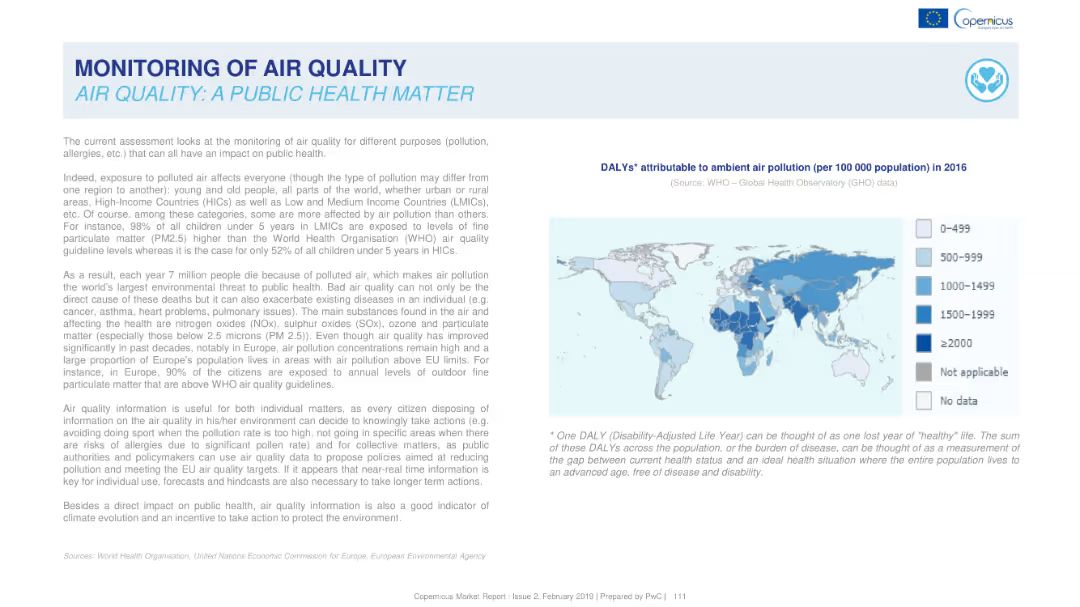 Copernicus
MONITORING OF AIR QUALITY
AIR QUALITY: A PUBLIC HEALTH MATTER
The current assessment looks at the monitoring of air quality for different purposes (pollution,
allergies, etc.) that can all have an impact on public health.
Indeed, exposure to polluted air affects everyone (though the type of pollution may differ from
one region to another): young and old people, all parts of the world, whether urban or rural
areas, High-Income Countries (HICs) as well as Low and Medium Income Countries (LMICs),
etc. Of course, among these categories, some are more affected by air pollution than others.
For instance, 98% of all children under 5 years in LMICs are exposed to levels of fine
particulate matter (PM2.5) higher than the World Health Organisation (WHO) air quality
guideline levels whereas it is the case for only 52% of all children under 5 years in HICs.
As a result, each year 7 million people die because of polluted air, which makes air pollution
the world's largest environmental threat to public health. Bad air quality can not only be the
direct cause of these deaths but it can also exacerbate existing diseases in an individual (e.g.
cancer, asthma, heart problems, pulmonary issues). The main substances found in the air and
affecting the health are nitrogen oxides (NOx), sulphur oxides (SOx), ozone and particulate
matter (especially those below 2.5 microns (PM 2.5)). Even though air quality has improved
significantly in past decades, notably in Europe, air pollution concentrations remain high and a
large proportion of Europe's population lives in areas with air pollution above EU limits. For
instance, in Europe, 90% of the citizens are exposed to annual levels of outdoor fine
particulate matter that are above WHO air quality guidelines.
Air quality information is useful for both individual matters, as every citizen disposing of
information on the air quality in his/her environment can decide to knowingly take actions (e.g.
avoiding doing sport when the pollution rate is too high, not going in specific areas when there
are risks of allergies due to significant pollen rate) and for collective matters, as public
authorities and policymakers can use air quality data to propose policies aimed at reducing
pollution and meeting the EU air quality targets. If it appears that near-real time information is
key for individual use, forecasts and hindcasts are also necessary to take longer term actions.
Besides a direct impact on public health, air quality information is also a good indicator of
climate evolution and an incentive to take action to protect the environment.
Sources: World Health Organisation, United Nations Economic Commission for Europe, European Environmental Agency
DALYs* attributable to ambient air pollution (per 100 000 population) in 2016
(Source: WHO – Global Health Observatory (GHO) data)
0-499
500-999
1000-1499
1500-1999
≥2000
Not applicable
No data
* One DALY (Disability-Adjusted Life Year) can be thought of as one lost year of "healthy" life. The sum
of these DALYs across the population, or the burden of disease, can be thought of as a measurement of
the gap between current health status and an ideal health situation where the entire population lives to
an advanced age, free of disease and disability.
Copernicus Market Report | Issue 2, February 2019 | Prepared by PwC | 111